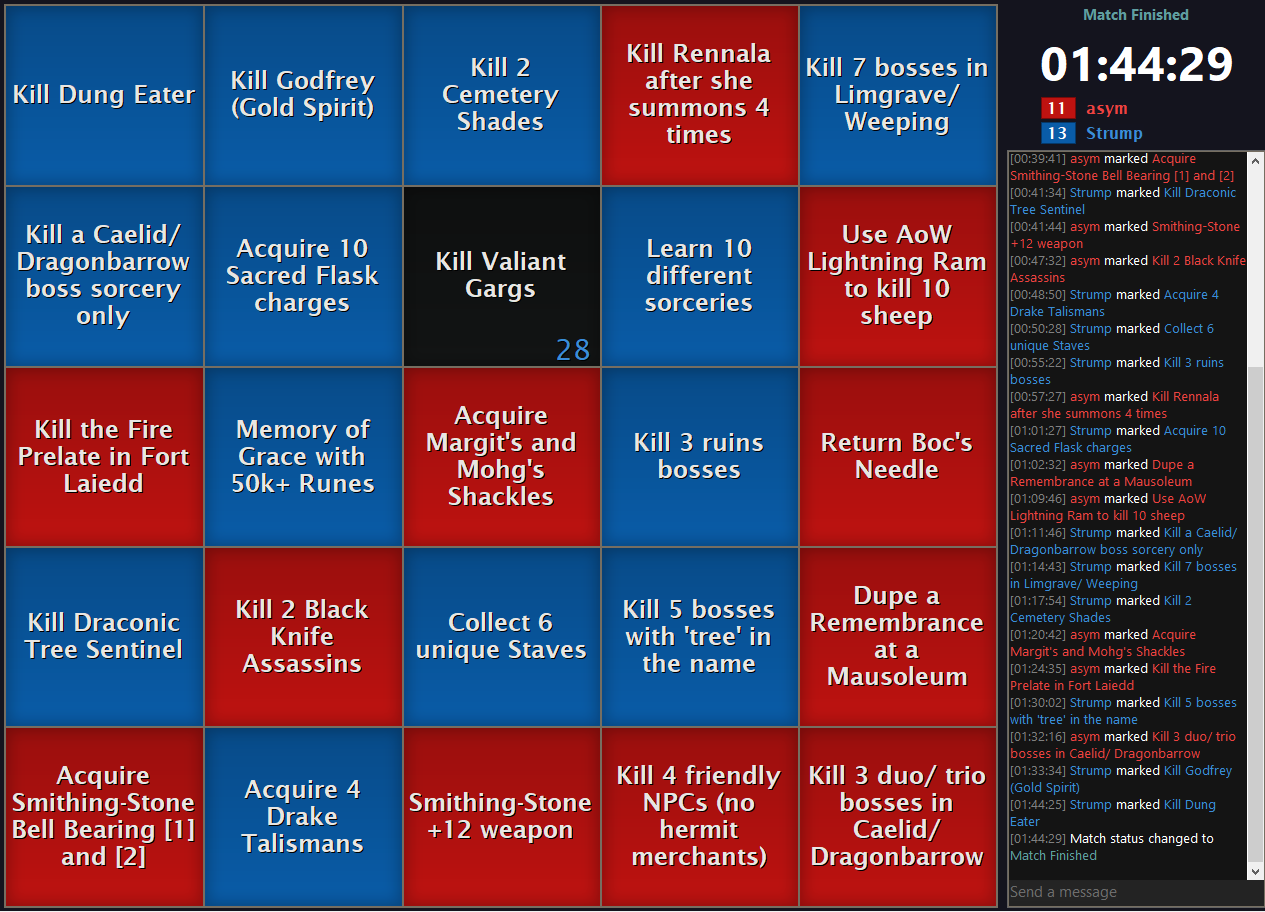 Kill Dung Eater
Kill Godfrey
(Gold Spirit)
Kill 2
Cemetery
Shades
Kill Rennala
after she
summons 4
times
Kill 7 bosses in
Limgrave/
Weeping
Kill a Caelid/
Dragonbarrow
boss sorcery
only
Acquire 10
Sacred Flask
charges
Kill Valiant
Gargs
28
Learn 10
different
sorceries
Use AoW
Lightning Ram
to kill 10
sheep
Kill the Fire
Prelate in Fort
Laiedd
Memory of
Grace with
50k+ Runes
Acquire
Margit's and
Mohg's
Shackles
Kill 3 ruins
bosses
Return Boc's
Needle
Kill Draconic
Tree Sentinel
Kill 2 Black
Knife
Assassins
Collect 6
unique Staves
Kill 5 bosses
with 'tree' in
the name
Dupe a
Remembrance
at a
Mausoleum
Acquire
Smithing-Stone
Bell Bearing [1]
and [2]
Acquire 4
Drake
Talismans
Smithing-Stone
+12 weapon
Kill 4 friendly
NPCs (no
hermit
merchants)
Kill 3 duo/ trio
bosses in
Caelid/
Dragonbarrow
Match Finished
01:44:29
11 asym
13 Strump
[00:39:41] asym marked Acquire
Smithing-Stone Bell Bearing [1] and [2]
[00:41:34] Strump marked Kill Draconic
Tree Sentinel
[00:41:44] asym marked Smithing-Stone
+12 weapon
[00:47:32] asym marked Kill 2 Black Knife
Assassins
[00:48:50] Strump marked Acquire 4
Drake Talismans
[00:50:28] Strump marked Collect 6
unique Staves
[00:55:22] Strump marked Kill 3 ruins
bosses
[00:57:27] asym marked Kill Rennala
after she summons 4 times
[01:01:27] Strump marked Acquire 10
Sacred Flask charges
[01:02:32] asym marked Dupe a
Remembrance at a Mausoleum
[01:09:46] asym marked Use AoW
Lightning Ram to kill 10 sheep
[01:11:46] Strump marked Kill a Caelid/
Dragonbarrow boss sorcery only
[01:14:43] Strump marked Kill 7 bosses
in Limgrave/ Weeping
[01:17:54] Strump marked Kill 2
Cemetery Shades
[01:20:42] asym marked Acquire
Margit's and Mohg's Shackles
[01:24:35] asym marked Kill the Fire
Prelate in Fort Laiedd
[01:30:02] Strump marked Kill 5 bosses
with 'tree' in the name
[01:32:16] asym marked Kill 3 duo/ trio
bosses in Caelid/ Dragonbarrow
[01:33:34] Strump marked Kill Godfrey
(Gold Spirit)
[01:44:25] Strump marked Kill Dung
Eater
[01:44:29] Match status changed to
Match Finished
Send a message